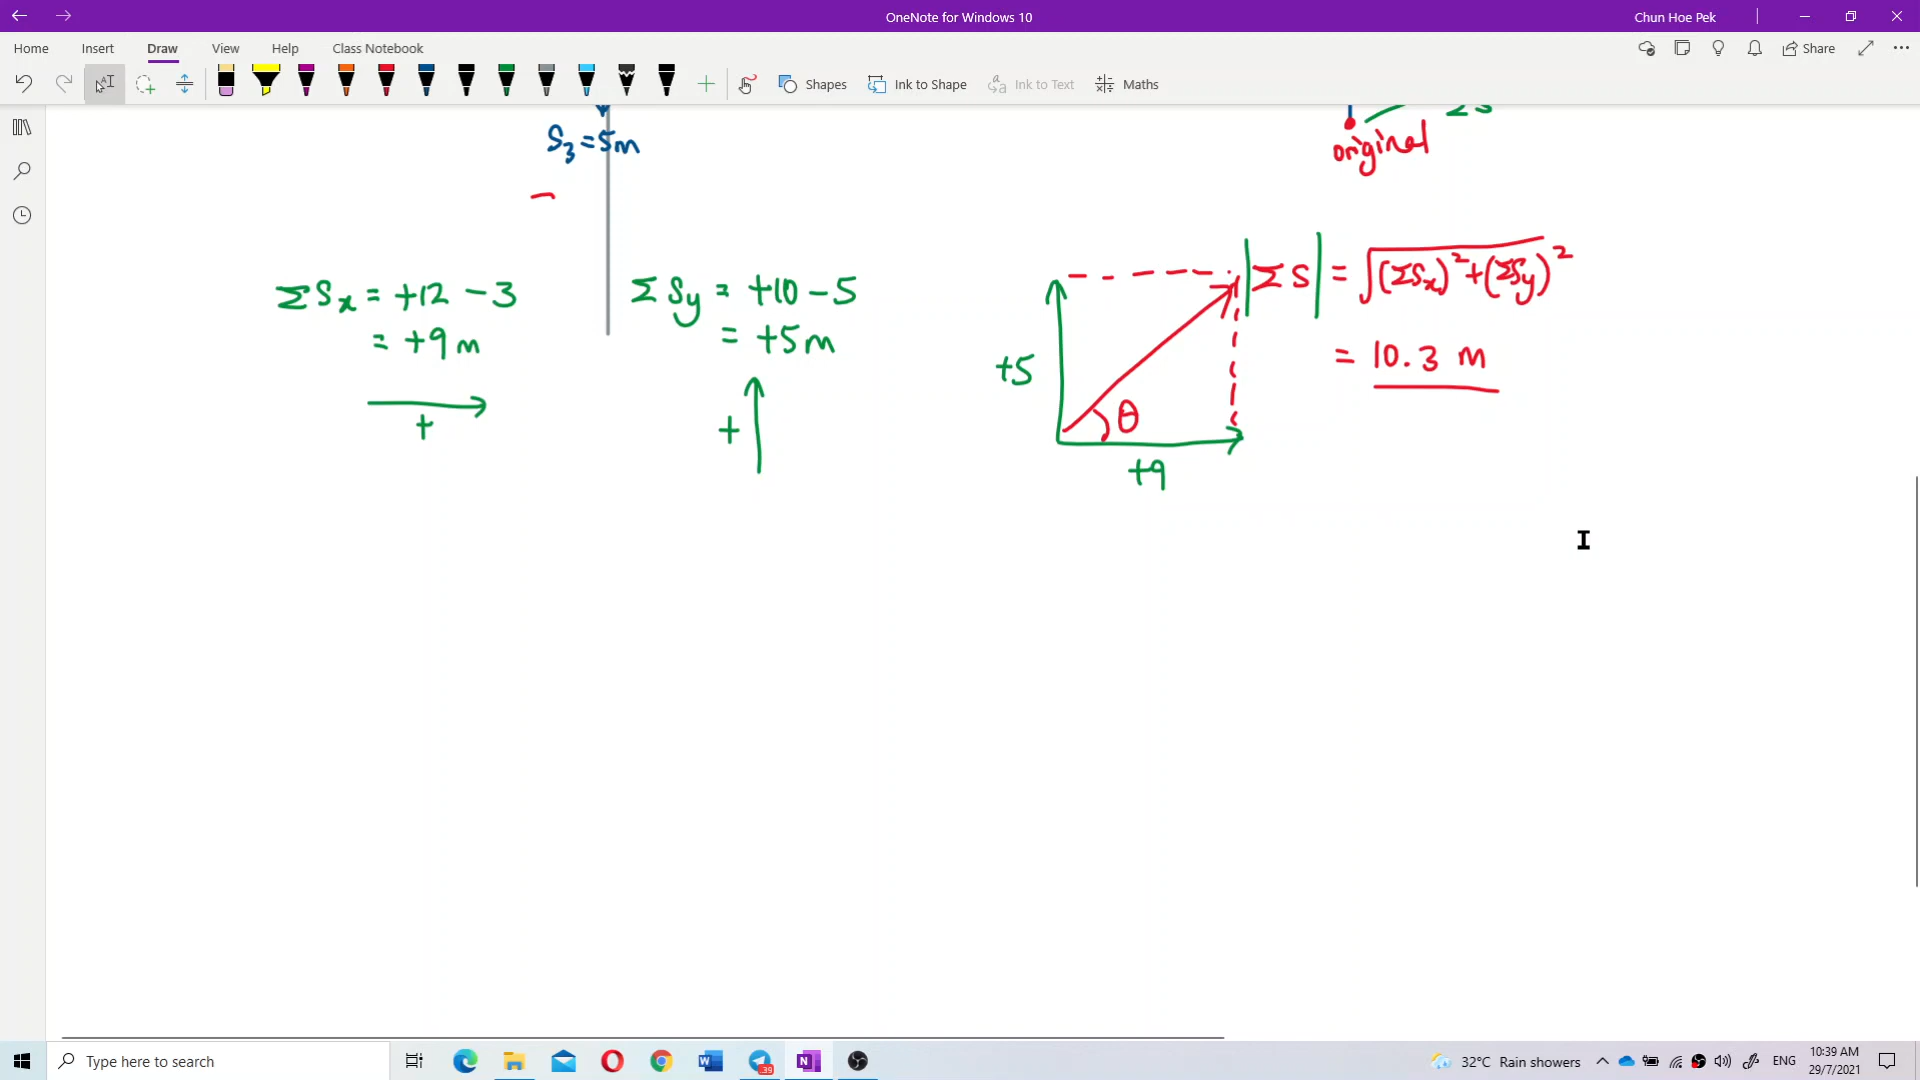 OneNote for Windows 10
Chun Hoe Pek
Home Insert Draw View Help Class Notebook
Share
Shapes Ink to Shape Ink to Text Maths
S₃ = 5m
original
−
ΣSₓ = +12 − 3
= +9 m
+
ΣSy = +10 − 5
= +5m
+
+5
θ
+9
|ΣS| = √(ΣSₓ)² + (ΣSy)²
= 10.3 m
Type here to search
39
32°C Rain showers
ENG
10:39 AM
29/7/2021